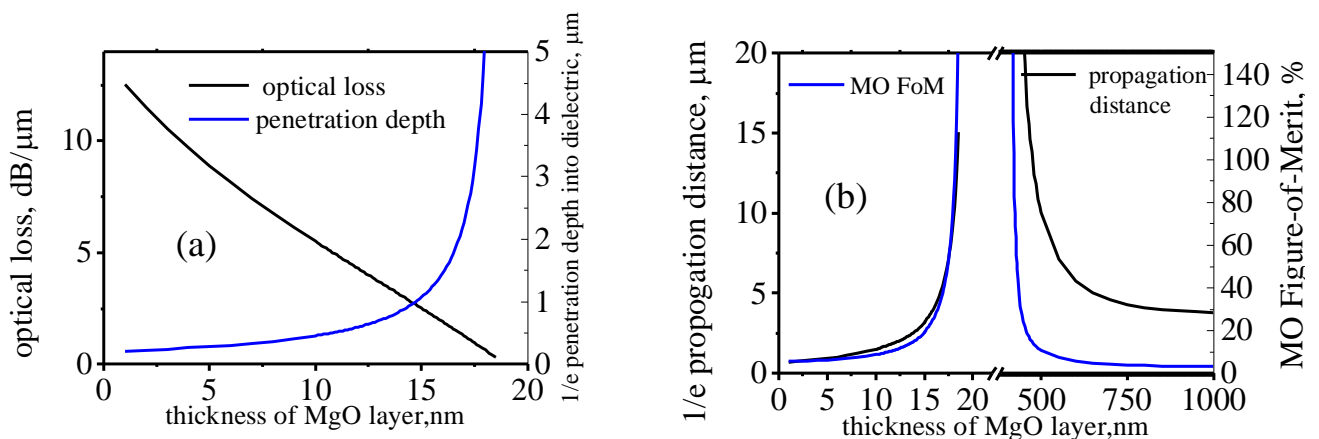 optical loss, dB/μm
10
5
0
optical loss
penetration depth
(a)
5
4
3
2
1
0
1/e penetration depth into dielectric, μm
0 5 10 15 20
thickness of MgO layer,nm
1/e propogation distance, μm
20
15
10
5
0
MO FoM
(b)
propagation
distance
140
120
100
80
60
40
20
0
MO Figure-of-Merit, %
0 5 10 15 20 500 750 1000
thickness of MgO layer,nm